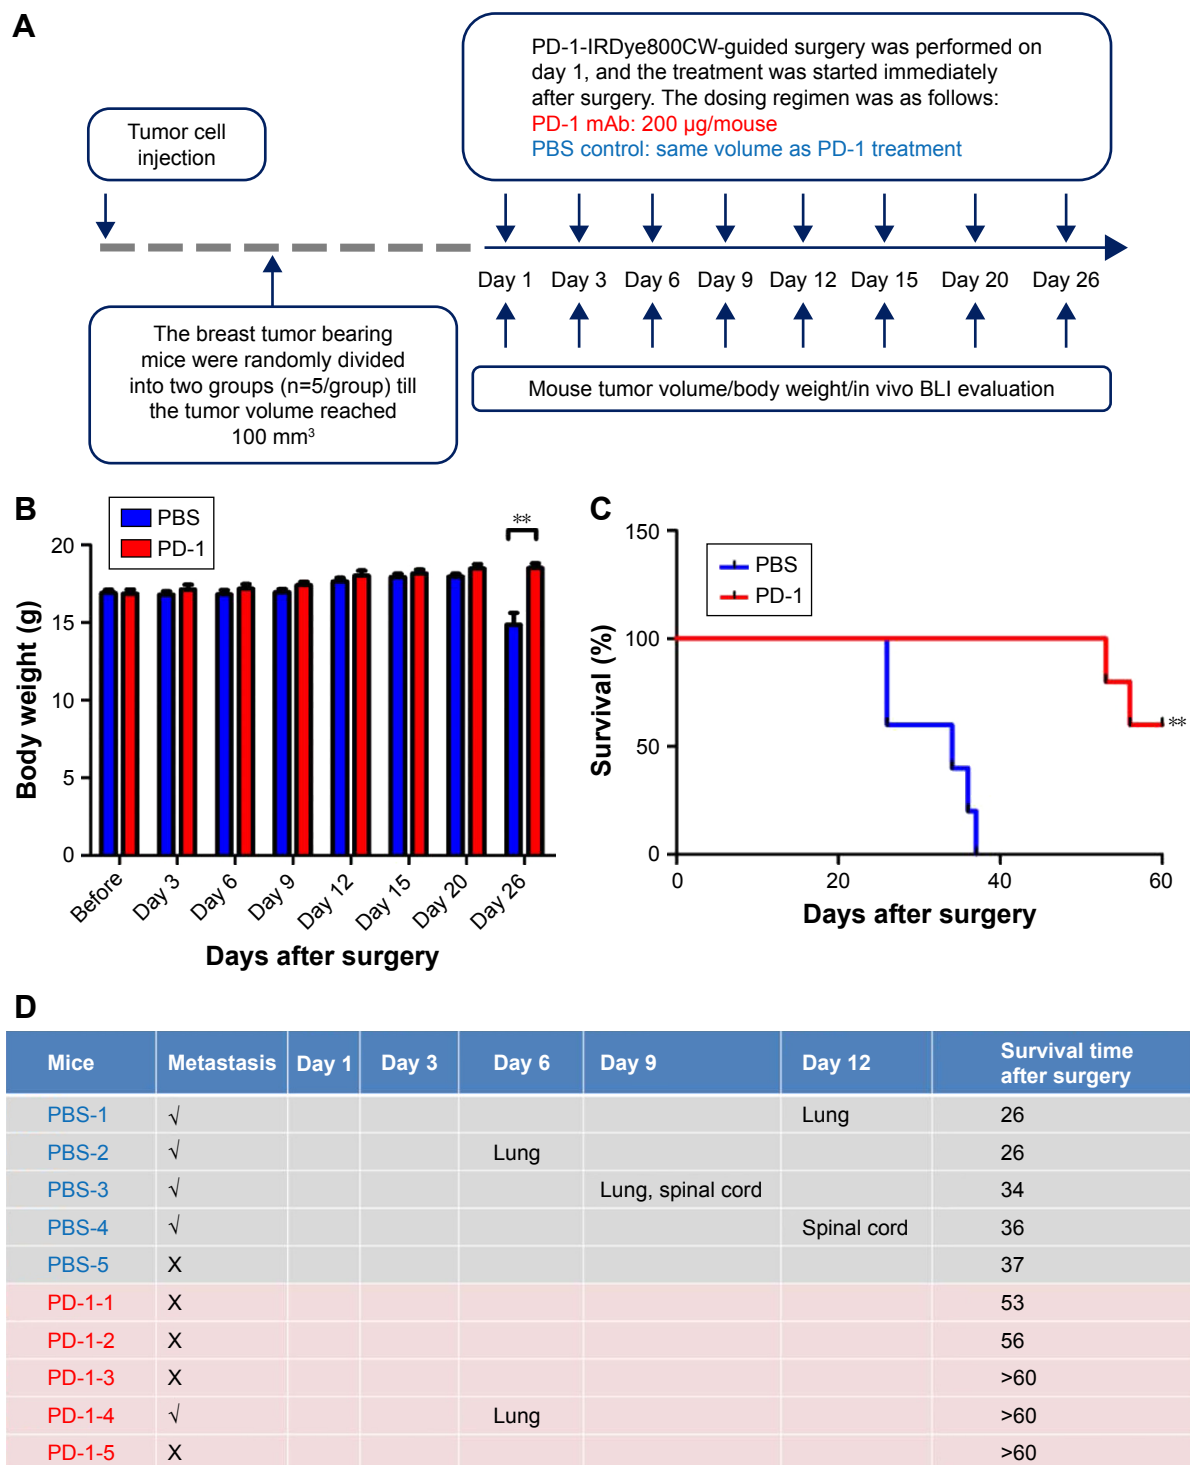 A
PD-1-IRDye800CW-guided surgery was performed on
day 1, and the treatment was started immediately
after surgery. The dosing regimen was as follows:
PD-1 mAb: 200 µg/mouse
PBS control: same volume as PD-1 treatment
Tumor cell
injection
Day 1 Day 3 Day 6 Day 9 Day 12 Day 15 Day 20 Day 26
The breast tumor bearing
mice were randomly divided
into two groups (n=5/group) till
the tumor volume reached
100 mm³
Mouse tumor volume/body weight/in vivo BLI evaluation
B
PBS
PD-1
**
20
15
10
5
0
Body weight (g)
Before Day 3 Day 6 Day 9 Day 12 Day 15 Day 20 Day 26
Days after surgery
C
150
100
50
0
Survival (%)
PBS
PD-1
**
0 20 40 60
Days after surgery
D
Mice Metastasis Day 1 Day 3 Day 6 Day 9 Day 12 Survival time
after surgery
PBS-1 √ Lung 26
PBS-2 √ Lung 26
PBS-3 √ Lung, spinal cord 34
PBS-4 √ Spinal cord 36
PBS-5 X 37
PD-1-1 X 53
PD-1-2 X 56
PD-1-3 X >60
PD-1-4 √ Lung >60
PD-1-5 X >60